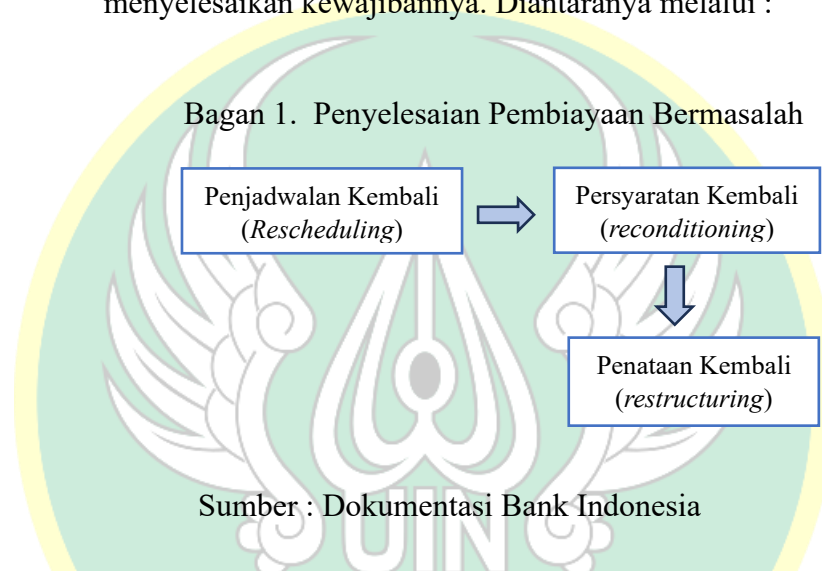 menyelesaikan kewajibannya. Diantaranya melalui :
Bagan 1. Penyelesaian Pembiayaan Bermasalah
Penjadwalan Kembali
(Rescheduling)
Persyaratan Kembali
(reconditioning)
Penataan Kembali
(restructuring)
Sumber : Dokumentasi Bank Indonesia
UIN